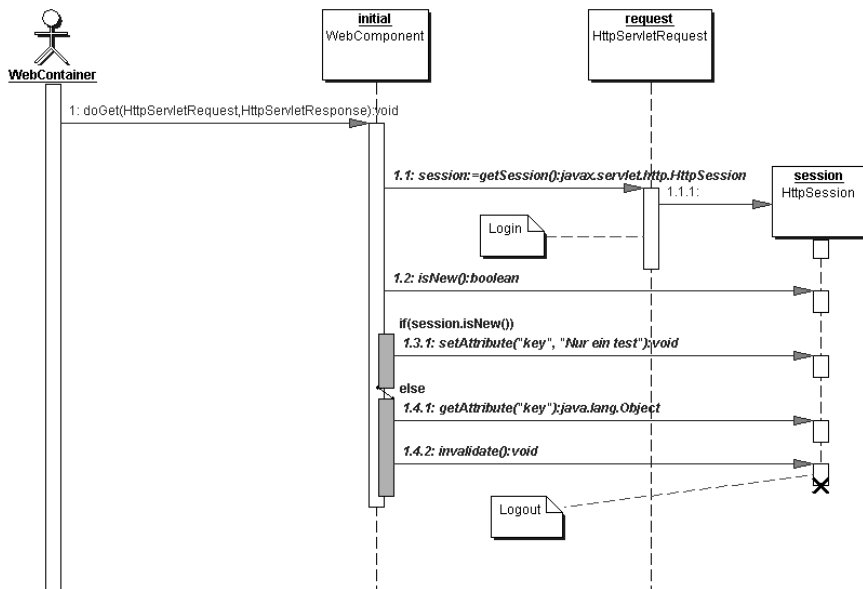 initial
WebComponent
request
HttpServletRequest
WebContainer
1: doGet(HttpServletRequest,HttpServletResponse):void
1.1: session:=getSession():javax.servlet.http.HttpSession
session
HttpSession
1.1.1:
Login
1.2: isNew():boolean
if(session.isNew())
1.3.1: setAttribute("key", "Nur ein test"):void
else
1.4.1: getAttribute("key"):java.lang.Object
1.4.2: invalidate():void
Logout